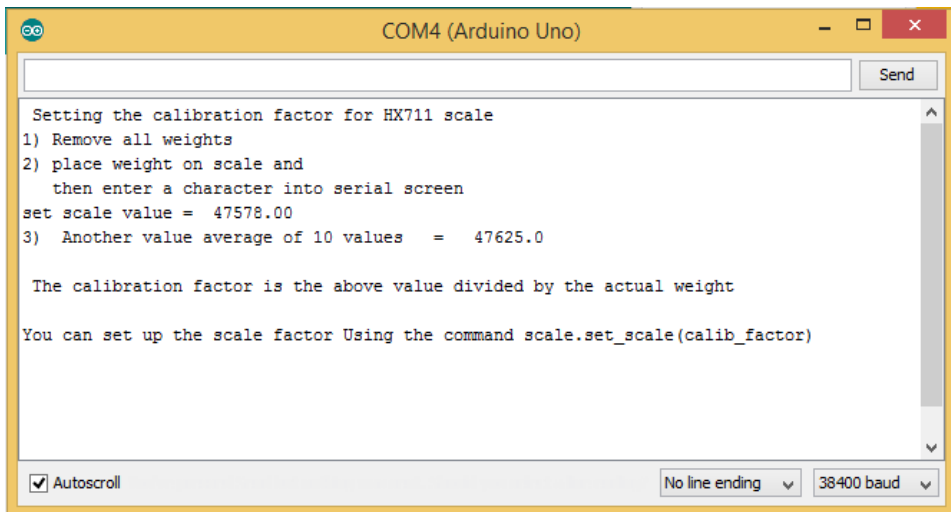 COM4 (Arduino Uno)
Send
Setting the calibration factor for HX711 scale
1) Remove all weights
2) place weight on scale and
then enter a character into serial screen
set scale value =  47578.00
3)  Another value average of 10 values   =   47625.0
The calibration factor is the above value divided by the actual weight
You can set up the scale factor Using the command scale.set_scale(calib_factor)
Autoscroll
No line ending
38400 baud